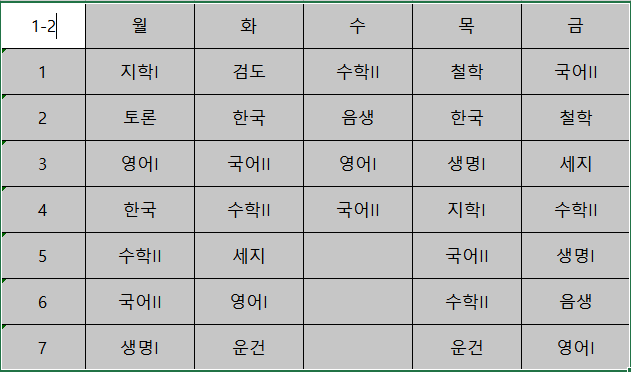 1-2 월 화 수 목 금
1 지학I 검도 수학II 철학 국어II
2 토론 한국 음생 한국 철학
3 영어I 국어II 영어I 생명I 세지
4 한국 수학II 국어II 지학I 수학II
5 수학II 세지 국어II 생명I
6 국어II 영어I 수학II 음생
7 생명I 운건 운건 영어I